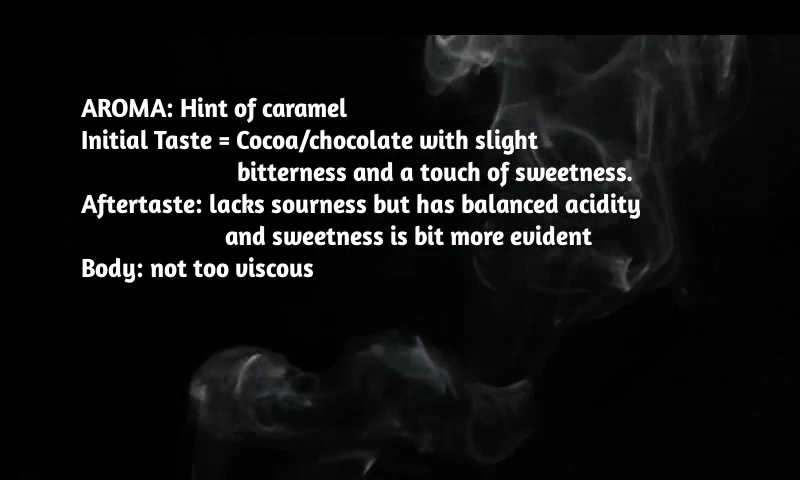 AROMA: Hint of caramel
Initial Taste = Cocoa/chocolate with slight
bitterness and a touch of sweetness.
Aftertaste: lacks sourness but has balanced acidity
and sweetness is bit more evident
Body: not too viscous